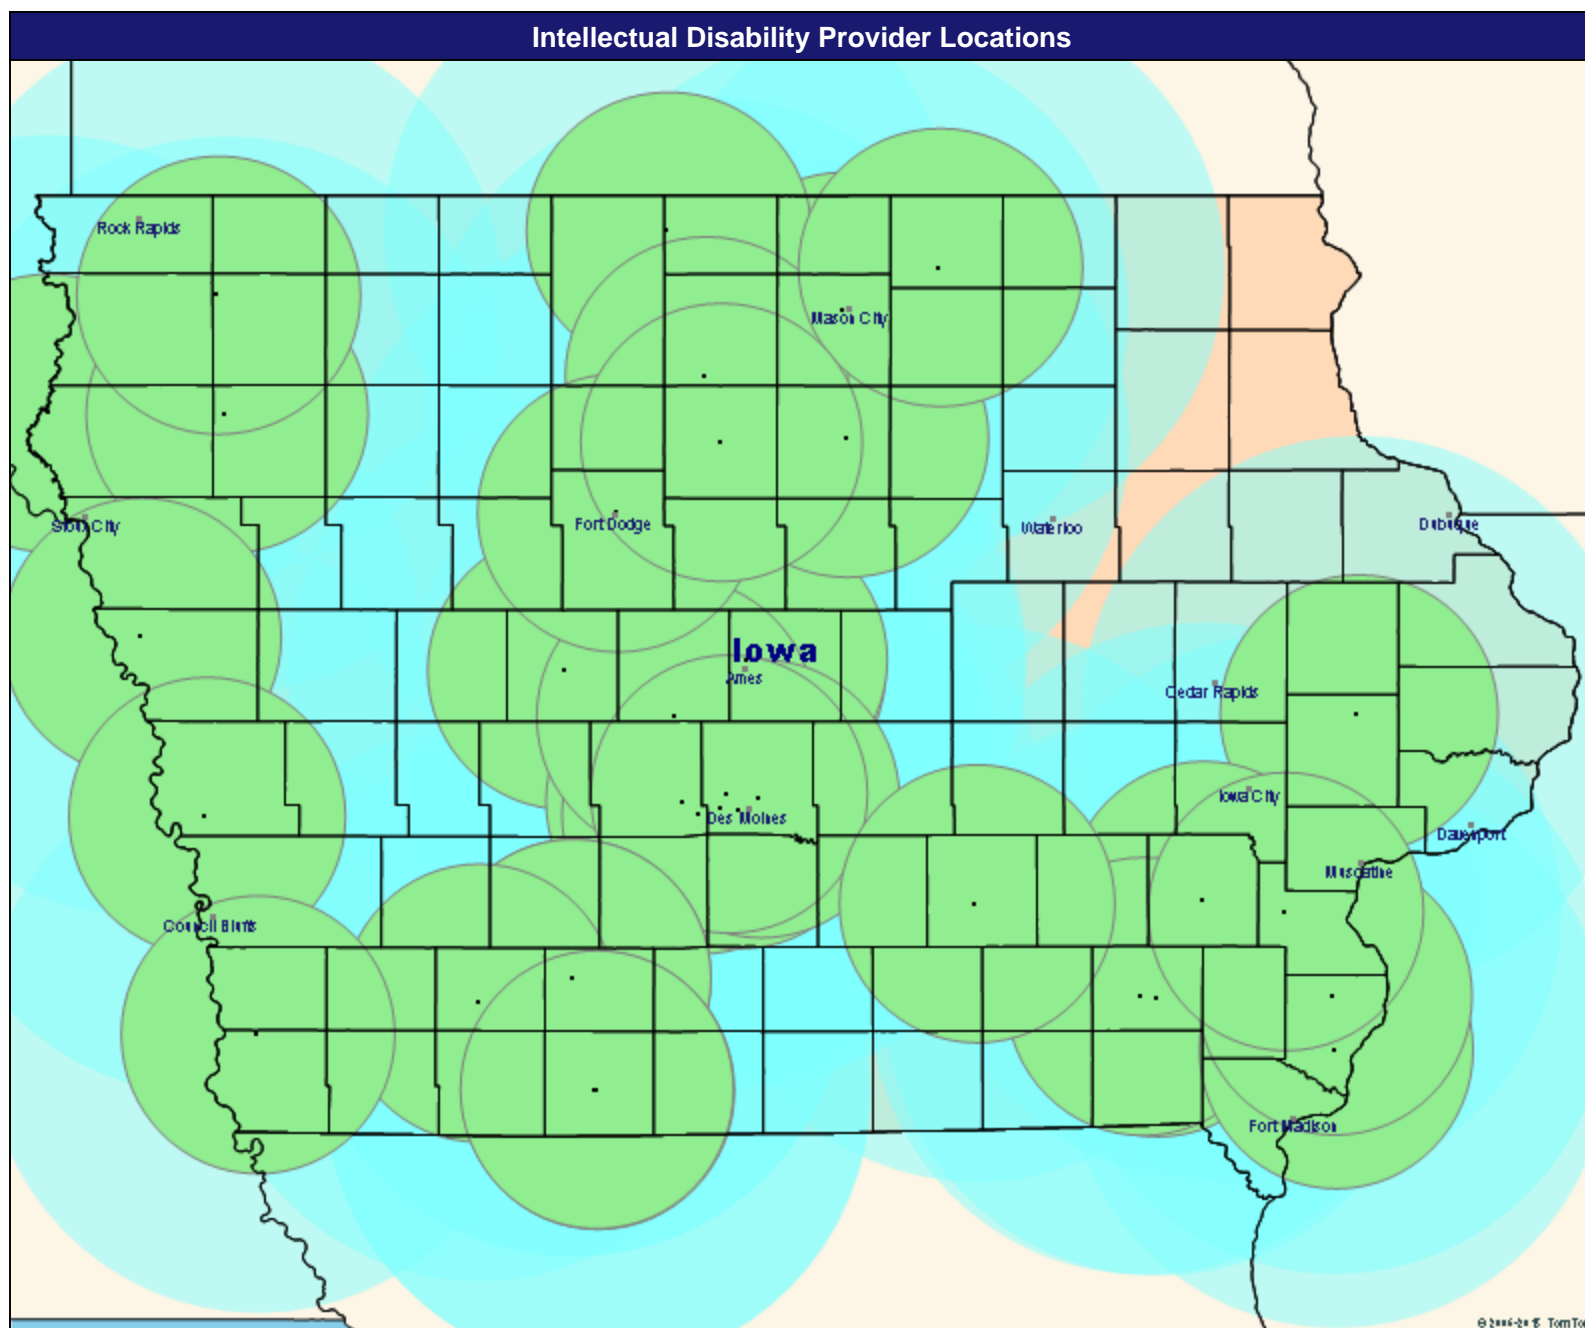 Intellectual Disability Provider Locations
Rock Rapids
Mason City
Sioux City
Fort Dodge
Waterloo
Dubuque
Iowa
Ames
Cedar Rapids
Iowa City
Des Moines
Davenport
Muscatine
Council Bluffs
Fort Madison